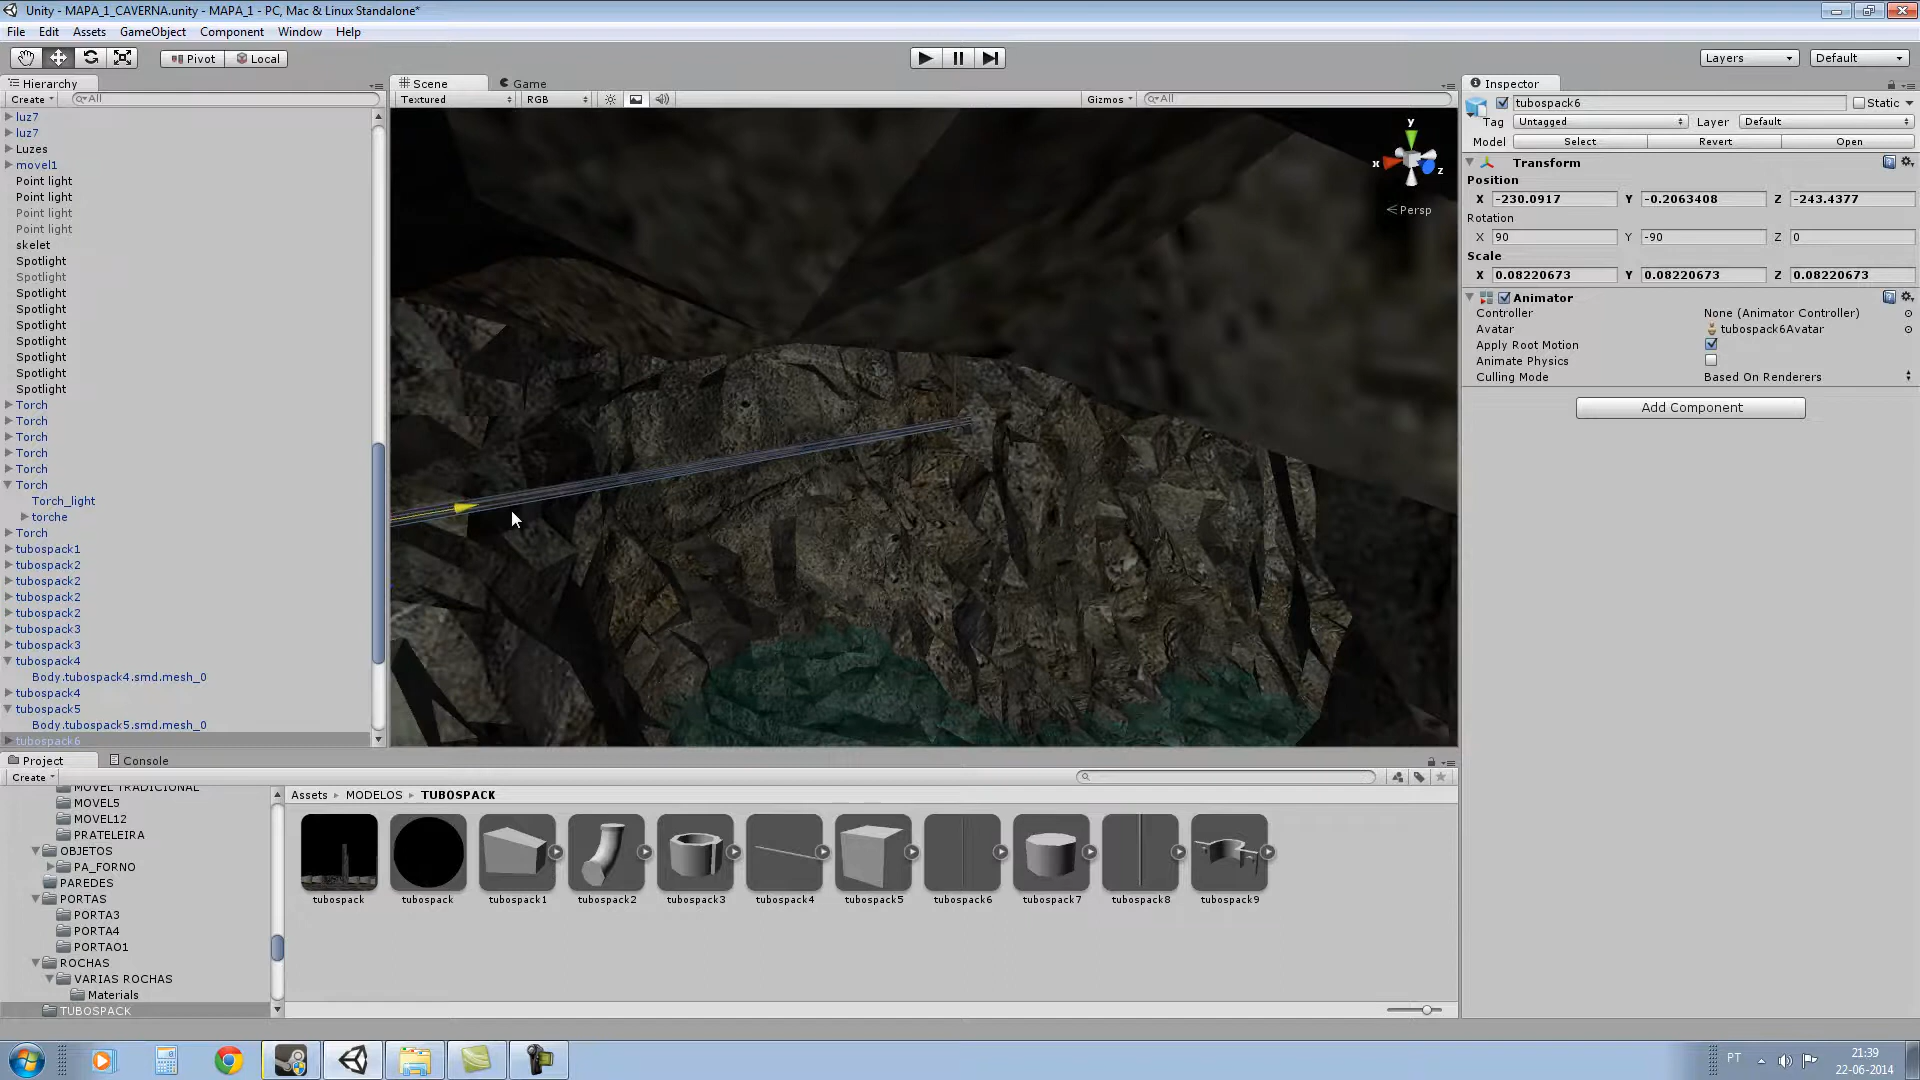 Unity - MAPA_1_CAVERNA.unity - MAPA_1 - PC, Mac & Linux Standalone*
File Edit Assets GameObject Component Window Help
Pivot Local Layers Default
Hierarchy
Create All
luz7
luz7
Luzes
movel1
Point light
Point light
Point light
Point light
skelet
Spotlight
Spotlight
Spotlight
Spotlight
Spotlight
Spotlight
Spotlight
Spotlight
Spotlight
Torch
Torch
Torch
Torch
Torch
Torch
Torch_light
torche
Torch
tubospack1
tubospack2
tubospack2
tubospack2
tubospack2
tubospack3
tubospack3
tubospack4
Body.tubospack4.smd.mesh_0
tubospack4
tubospack5
Body.tubospack5.smd.mesh_0
tubospack6
Scene Game
Textured RGB Gizmos All
y
x
z
Persp
Inspector
tubospack6 Static
Tag Untagged Layer Default
Model Select Revert Open
Transform
Position
X -230.0917 Y -0.2063408 Z -243.4377
Rotation
X 90 Y -90 Z 0
Scale
X 0.08220673 Y 0.08220673 Z 0.08220673
Animator
Controller None (Animator Controller)
Avatar tubospack6Avatar
Apply Root Motion
Animate Physics
Culling Mode Based On Renderers
Add Component
Project Console
Create
MOVEL TRADICIONAL
MOVEL5
MOVEL12
PRATELEIRA
OBJETOS
PA_FORNO
PAREDES
PORTAS
PORTA3
PORTA4
PORTAO1
ROCHAS
VARIAS ROCHAS
Materials
TUBOSPACK
Assets MODELOS TUBOSPACK
tubospack tubospack tubospack1 tubospack2 tubospack3 tubospack4 tubospack5 tubospack6 tubospack7 tubospack8 tubospack9
PT
21:39
22-06-2014